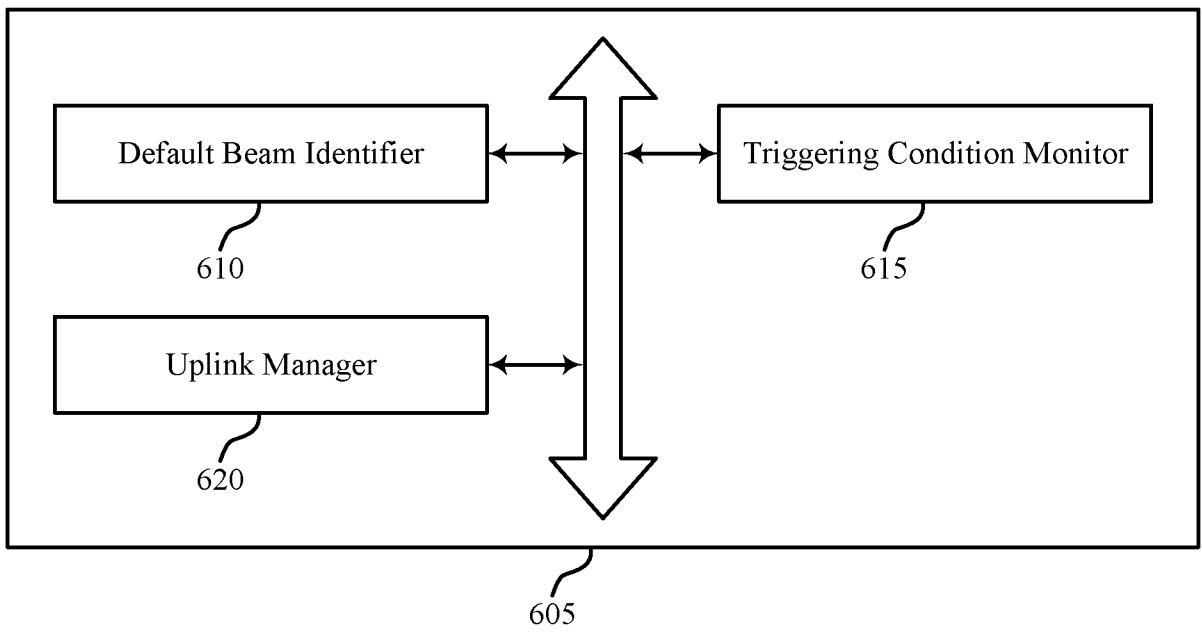 Default Beam Identifier
Triggering Condition Monitor
610
615
Uplink Manager
620
605